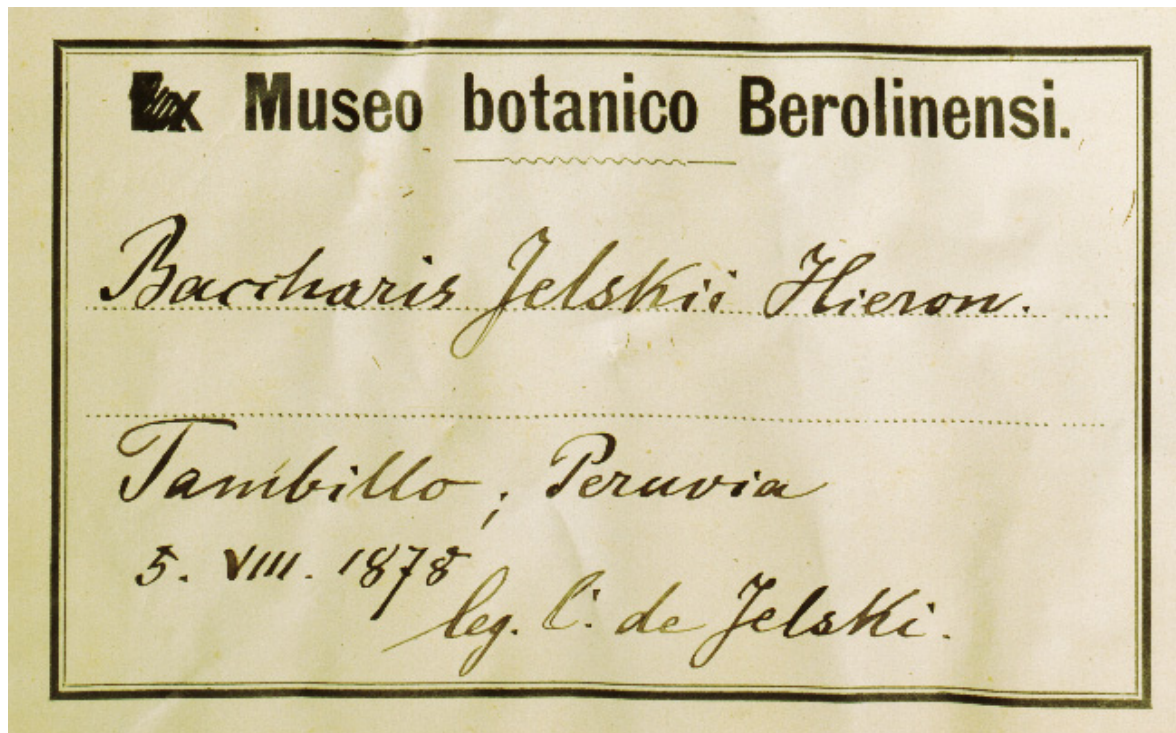 Ex Museo botanico Berolinensi.
Baccharis Jelskii Hieron.
Tambillo, Peruvia
5. VIII. 1878
leg. C. de Jelski.